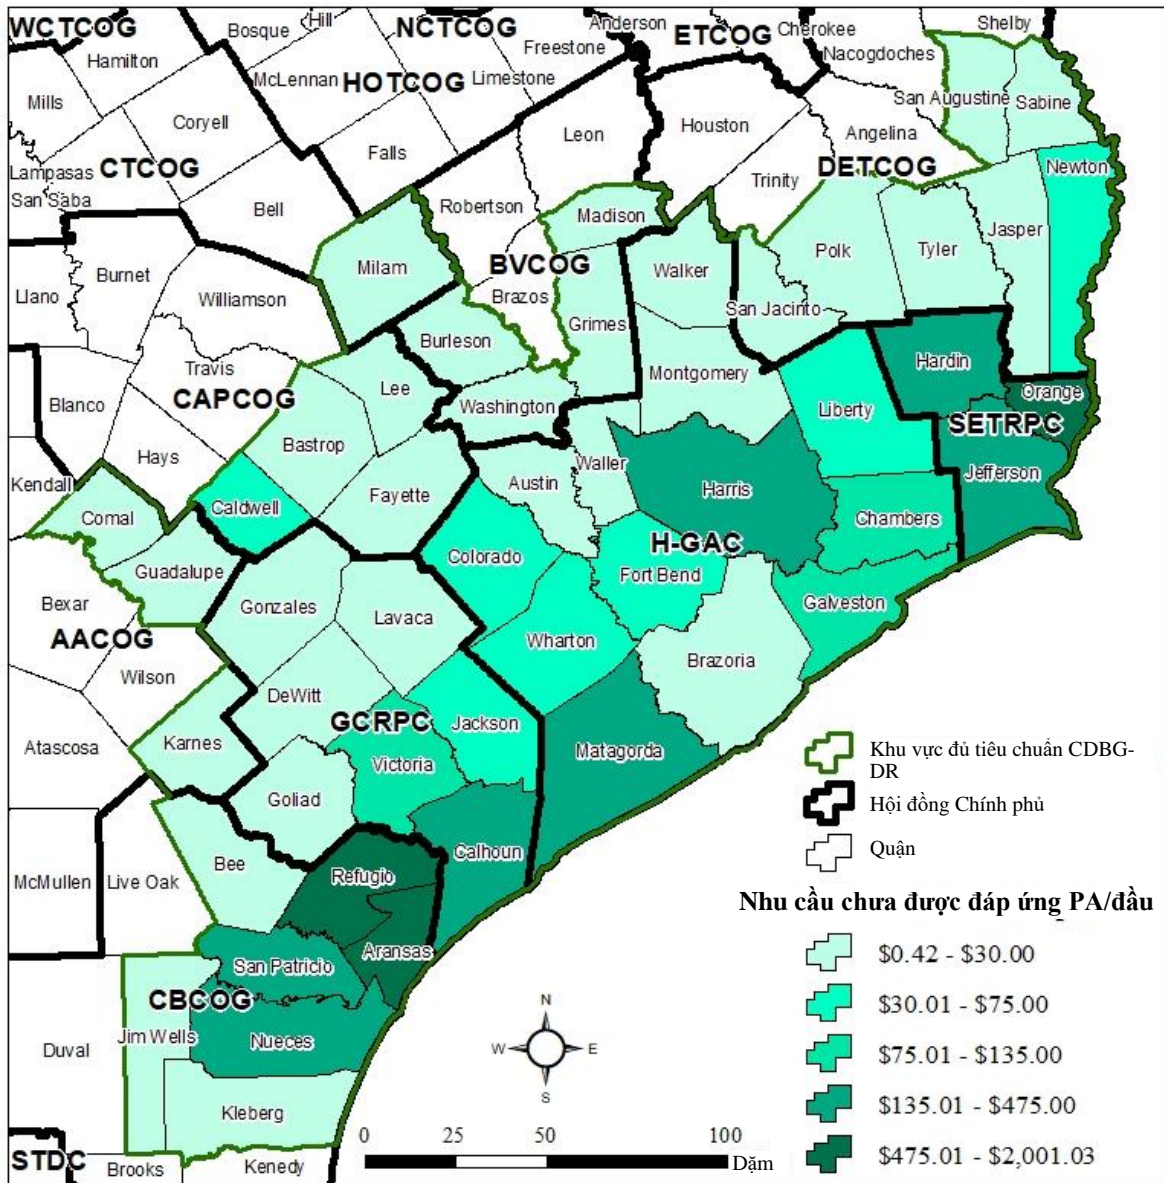 WCTCOG
Bosque
Hill
NCTCOG
Anderson
ETCOG
Cherokee
Shelby
Hamilton
McLennan
HOTCOG
Limestone
Freestone
Nacogdoches
Mills
Coryell
Falls
Leon
Houston
San Augustine
Sabine
Angelina
Lampasas
CTCOG
San Saba
Bell
Robertson
Madison
Trinity
DETCOG
Newton
Burnet
Milam
BVCOG
Walker
Polk
Tyler
Jasper
Llano
Williamson
Brazos
Grimes
San Jacinto
Burleson
Travis
Lee
Montgomery
Hardin
Blanco
CAPCOG
Washington
Liberty
Orange
SETRPC
Hays
Bastrop
Waller
Kendall
Fayette
Austin
Harris
Jefferson
Comal
Caldwell
Chambers
Colorado
H-GAC
Guadalupe
Fort Bend
Bexar
Gonzales
Lavaca
Galveston
AACOG
Wharton
Brazoria
Wilson
DeWitt
Atascosa
Karnes
GCRPC
Jackson
Matagorda
Victoria
Goliad
Bee
Calhoun
McMullen
Live Oak
Refugio
Aransas
San Patricio
CBCOG
Duval
Jim Wells
Nueces
Kleberg
STDC
Brooks
Kenedy
N
W
E
S
0 25 50 100
Dặm
Khu vực đủ tiêu chuẩn CDBG-
DR
Hội đồng Chính phủ
Quận
Nhu cầu chưa được đáp ứng PA/đầu
$0.42 - $30.00
$30.01 - $75.00
$75.01 - $135.00
$135.01 - $475.00
$475.01 - $2,001.03